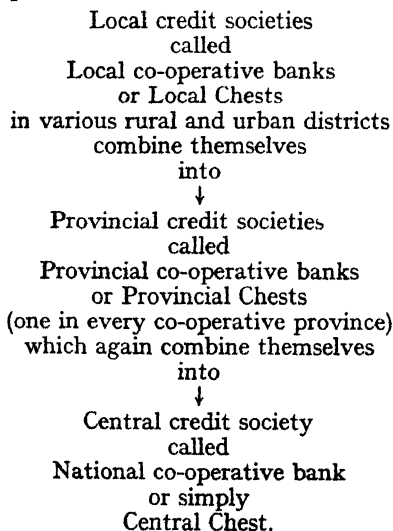 Local credit societies
called
Local co-operative banks
or Local Chests
in various rural and urban districts
combine themselves
into
↓
Provincial credit societies
called
Provincial co-operative banks
or Provincial Chests
(one in every co-operative province)
which again combine themselves
into
↓
Central credit society
called
National co-operative bank
or simply
Central Chest.